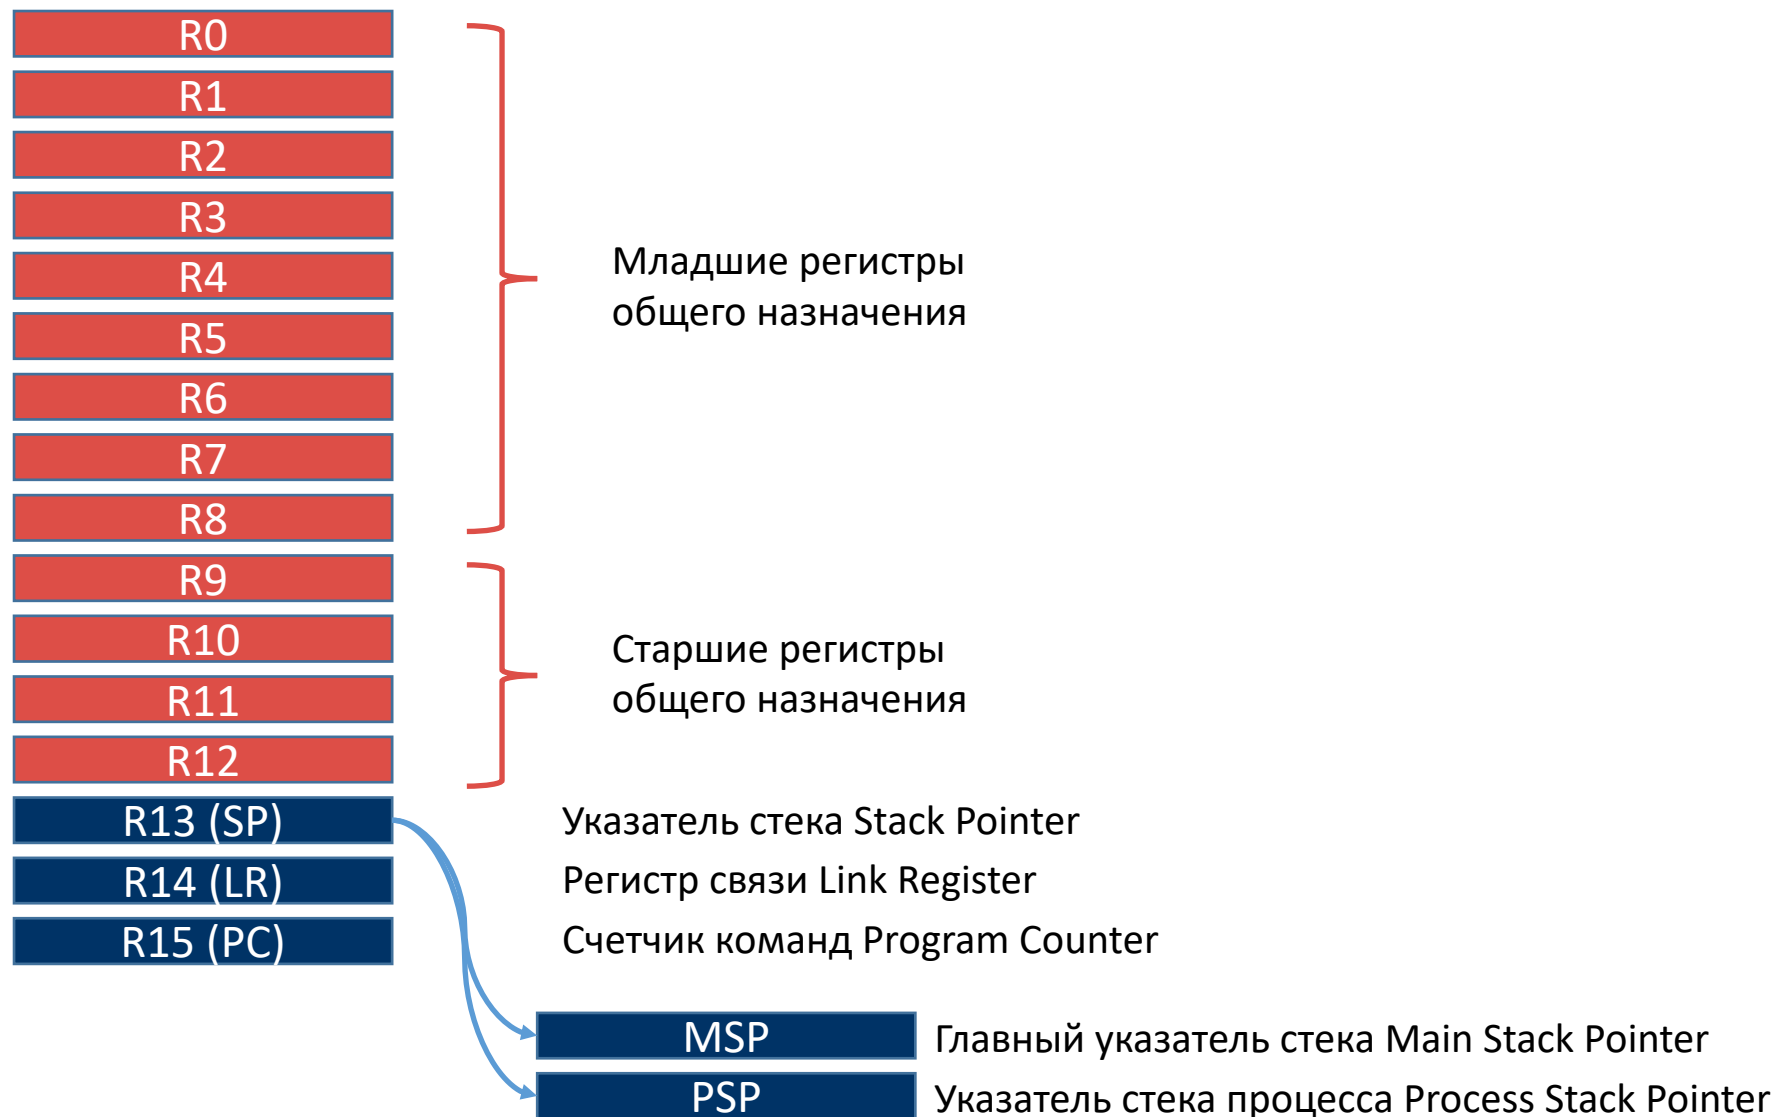 R0
R1
R2
R3
R4
R5
R6
R7
R8
Младшие регистры
общего назначения
R9
R10
R11
R12
Старшие регистры
общего назначения
R13 (SP) Указатель стека Stack Pointer
R14 (LR) Регистр связи Link Register
R15 (PC) Счетчик команд Program Counter
MSP Главный указатель стека Main Stack Pointer
PSP Указатель стека процесса Process Stack Pointer